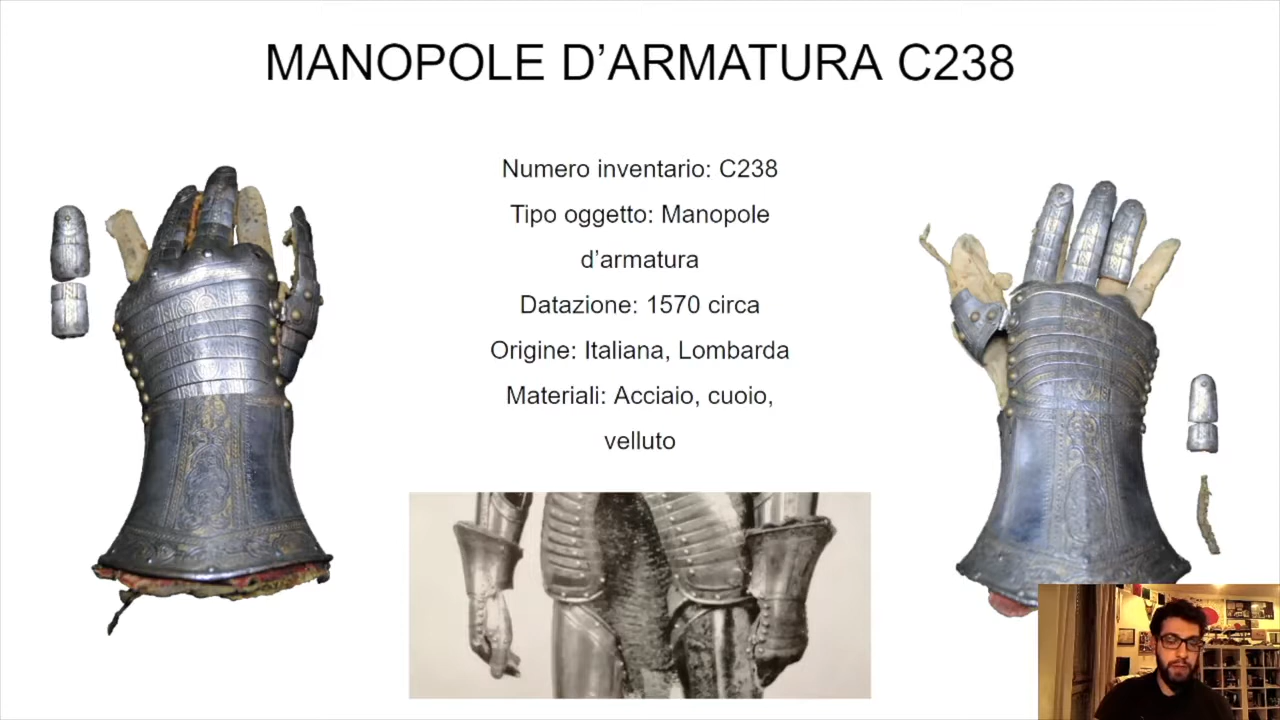 MANOPOLE D’ARMATURA C238
Numero inventario: C238
Tipo oggetto: Manopole
d’armatura
Datazione: 1570 circa
Origine: Italiana, Lombarda
Materiali: Acciaio, cuoio,
velluto